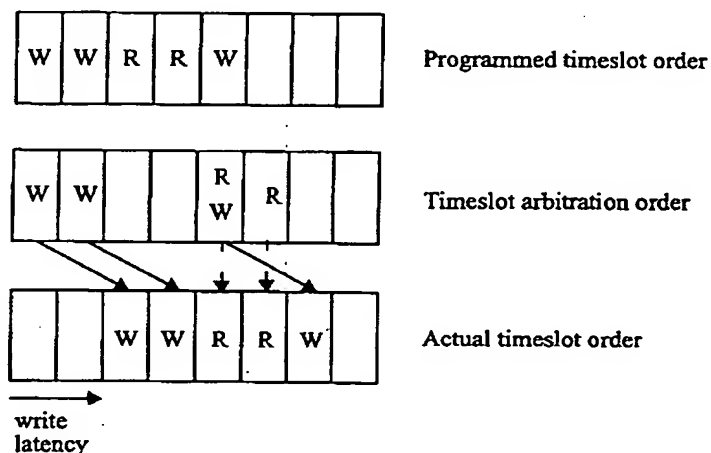 W W R R W
Programmed timeslot order
R
W W R
W
Timeslot arbitration order
W W R R W
Actual timeslot order
write
latency